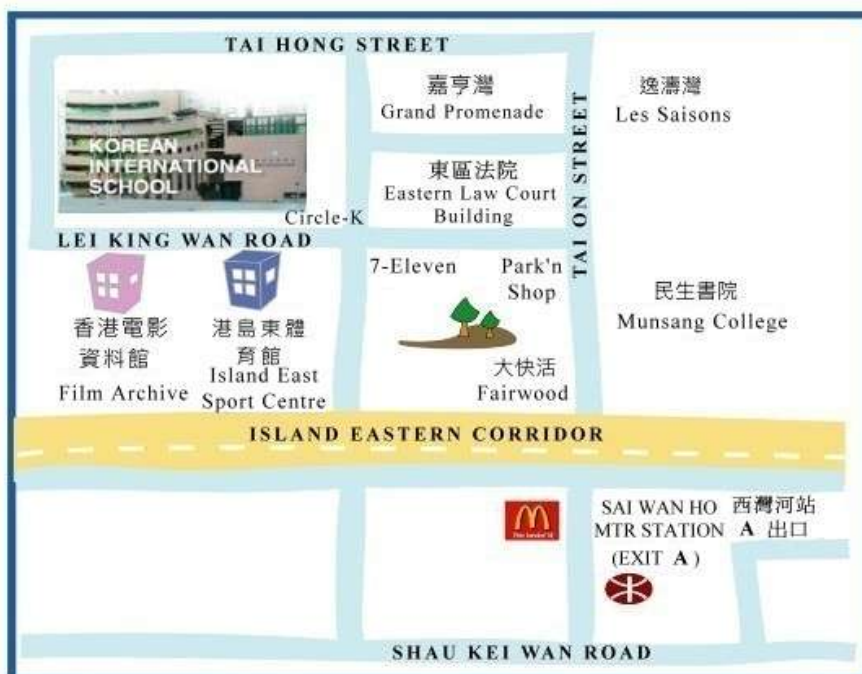 TAI HONG STREET
嘉亨灣
Grand Promenade
逸濤灣
Les Saisons
KOREAN
INTERNATIONAL
SCHOOL
東區法院
Eastern Law Court
Building
TAI ON STREET
Circle-K
LEI KING WAN ROAD
7-Eleven
Park'n
Shop
香港電影
資料館
Film Archive
港島東體
育館
Island East
Sport Centre
大快活
Fairwood
民生書院
Munsang College
ISLAND EASTERN CORRIDOR
SAI WAN HO
MTR STATION
(EXIT A)
西灣河站
A 出口
SHAU KEI WAN ROAD